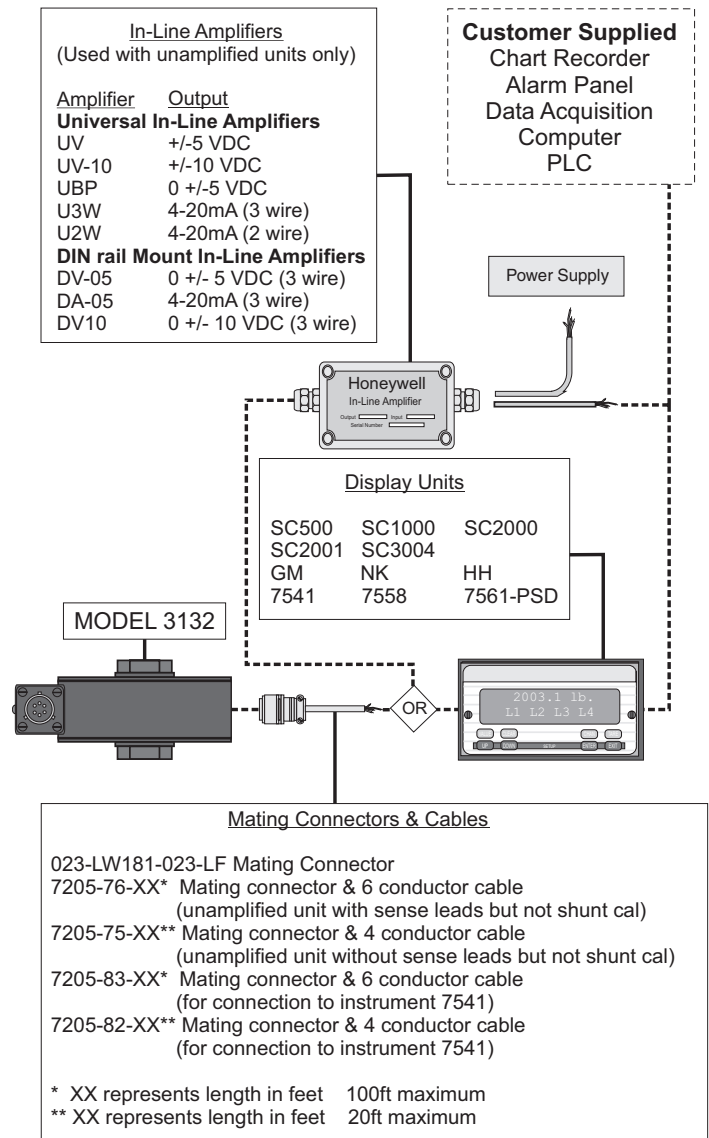 In-Line Amplifiers
(Used with unamplified units only)
Amplifier Output
Universal In-Line Amplifiers
UV +/-5 VDC
UV-10 +/-10 VDC
UBP 0 +/-5 VDC
U3W 4-20mA (3 wire)
U2W 4-20mA (2 wire)
DIN rail Mount In-Line Amplifiers
DV-05 0 +/- 5 VDC (3 wire)
DA-05 4-20mA (3 wire)
DV10 0 +/- 10 VDC (3 wire)
Customer Supplied
Chart Recorder
Alarm Panel
Data Acquisition
Computer
PLC
Power Supply
Honeywell
In-Line Amplifier
Output Input
Serial Number
Display Units
SC500 SC1000 SC2000
SC2001 SC3004
GM NK HH
7541 7558 7561-PSD
MODEL 3132
OR
2003.1 lb.
L1 L2 L3 L4
UP DOWN SETUP ENTER EXIT
Mating Connectors & Cables
023-LW181-023-LF Mating Connector
7205-76-XX* Mating connector & 6 conductor cable
(unamplified unit with sense leads but not shunt cal)
7205-75-XX** Mating connector & 4 conductor cable
(unamplified unit without sense leads but not shunt cal)
7205-83-XX* Mating connector & 6 conductor cable
(for connection to instrument 7541)
7205-82-XX** Mating connector & 4 conductor cable
(for connection to instrument 7541)
* XX represents length in feet 100ft maximum
** XX represents length in feet 20ft maximum